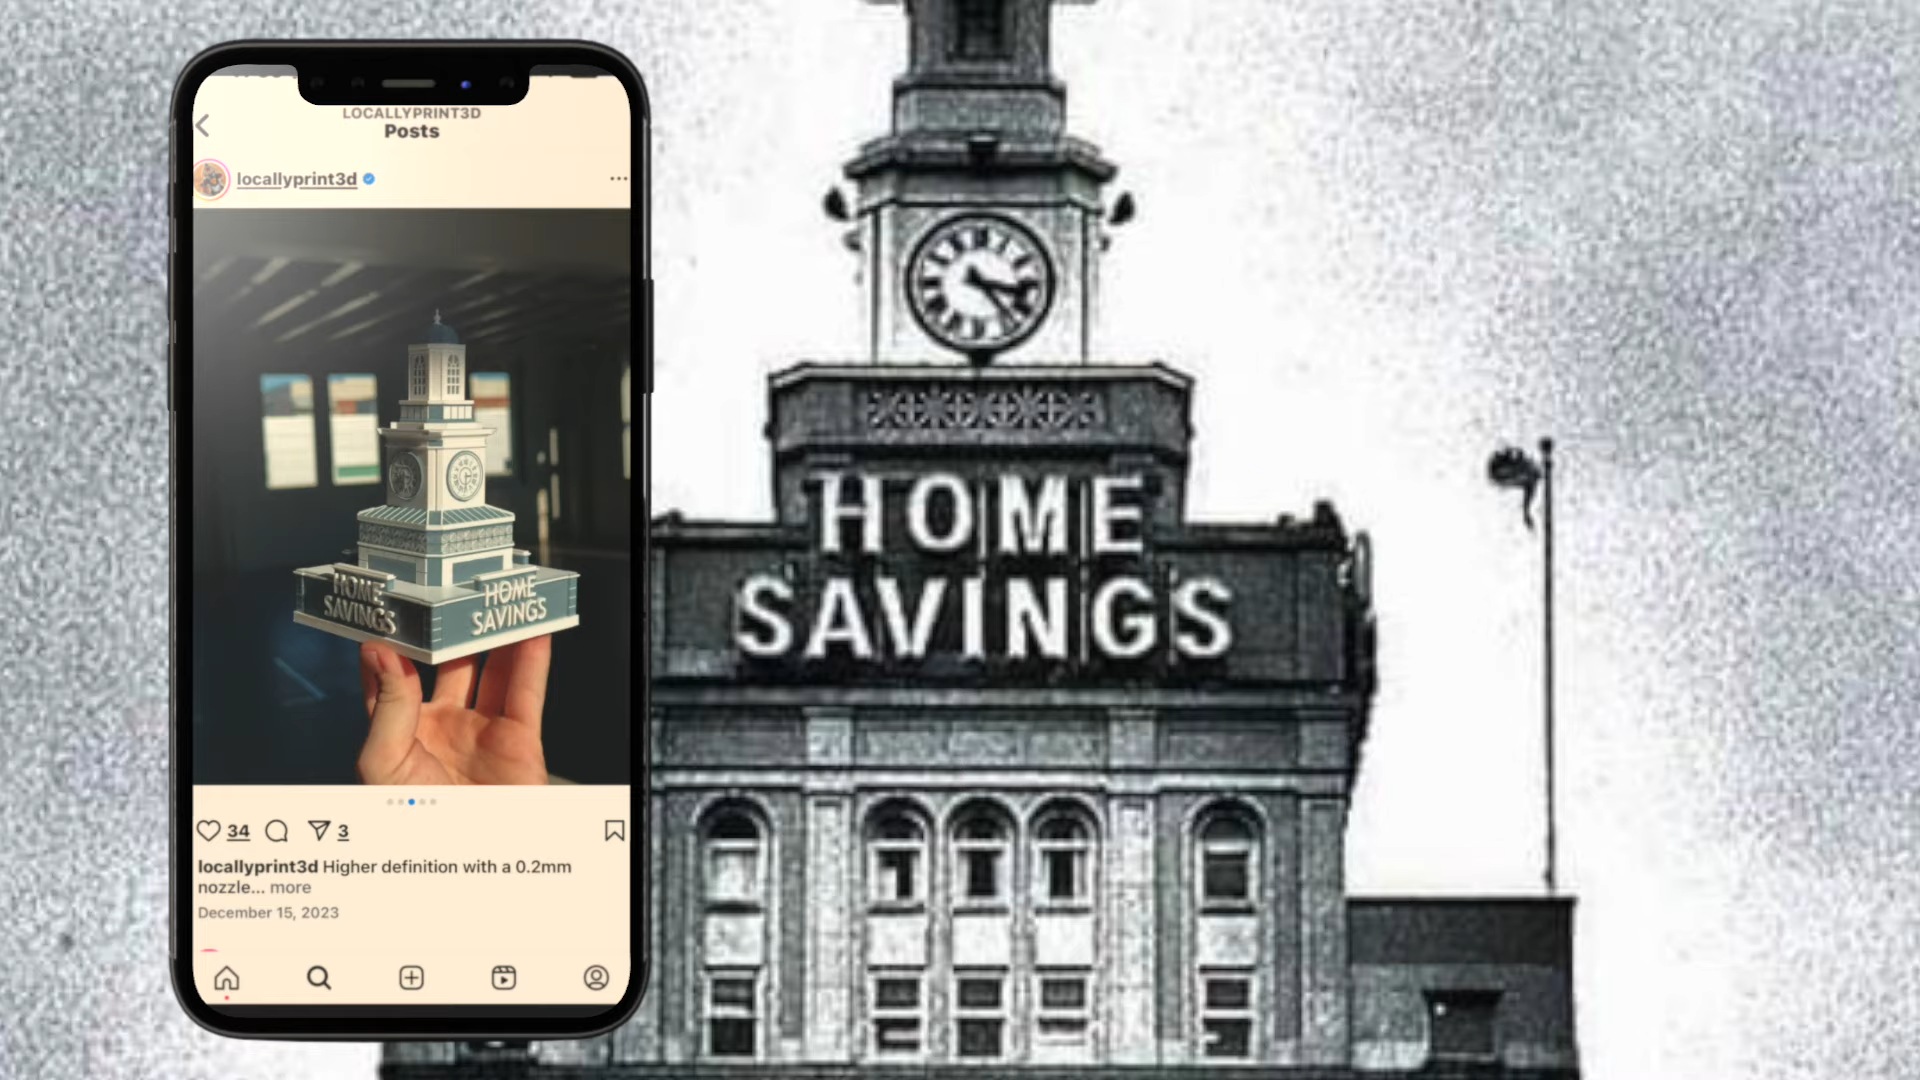 LOCALLYPRINT3D
Posts
locallyprint3d
HOME
SAVINGS
HOME
SAVINGS
34
3
locallyprint3d Higher definition with a 0.2mm
nozzle... more
December 15, 2023
HOME
SAVINGS